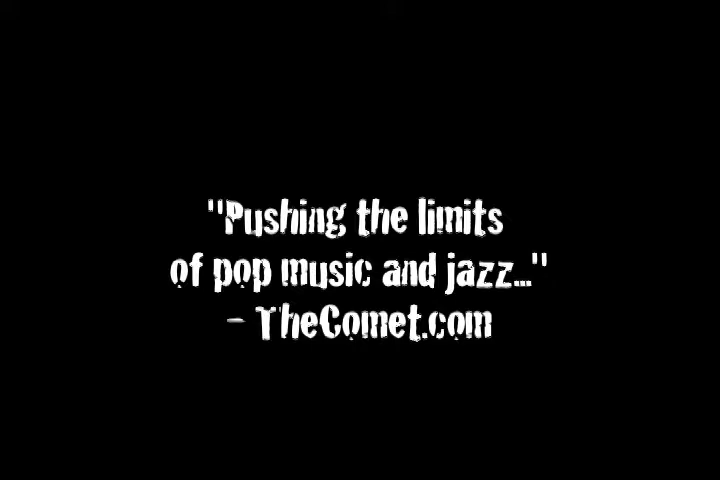 "Pushing the limits
of pop music and jazz..."
- TheComet.com